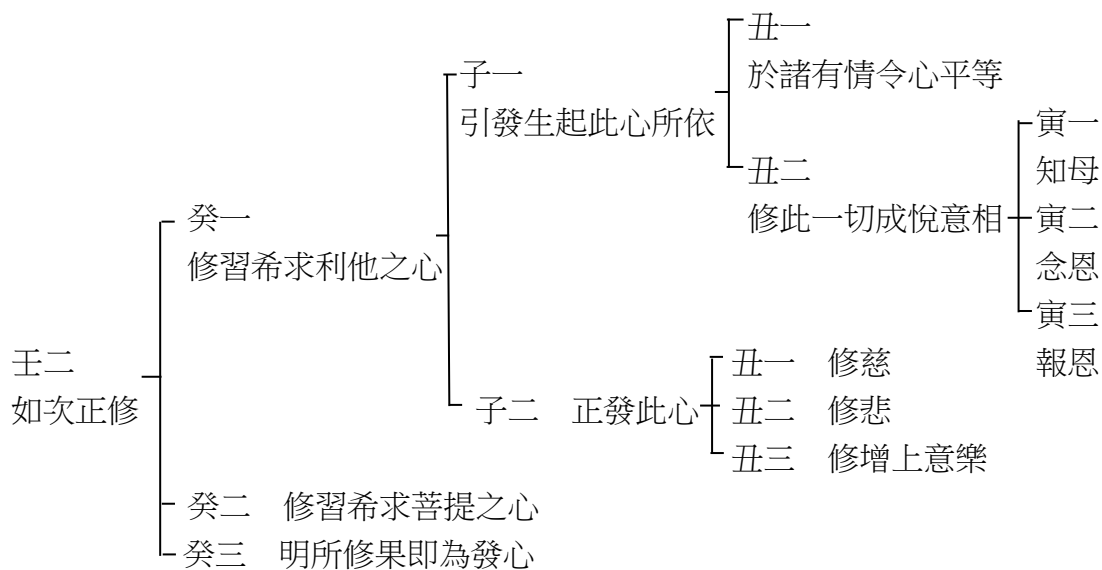 壬二
如次正修
癸一
修習希求利他之心
子一
引發生起此心所依
丑一
於諸有情令心平等
丑二
修此一切成悅意相
寅一
知母
寅二
念恩
寅三
報恩
子二　正發此心
丑一　修慈
丑二　修悲
丑三　修增上意樂
癸二　修習希求菩提之心
癸三　明所修果即為發心